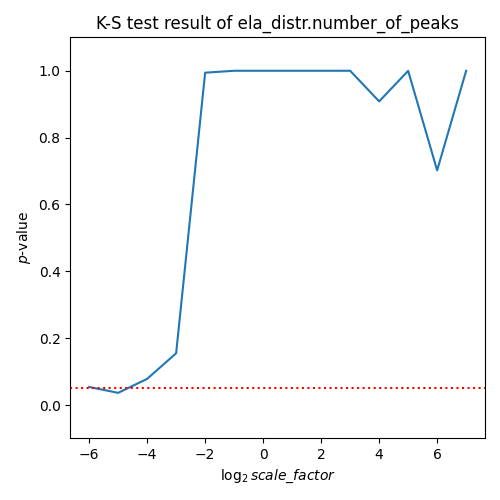 K-S test result of ela_distr.number_of_peaks
1.0
0.8
0.6
0.4
0.2
0.0
p-value
−6 −4 −2 0 2 4 6
log₂ scale_factor